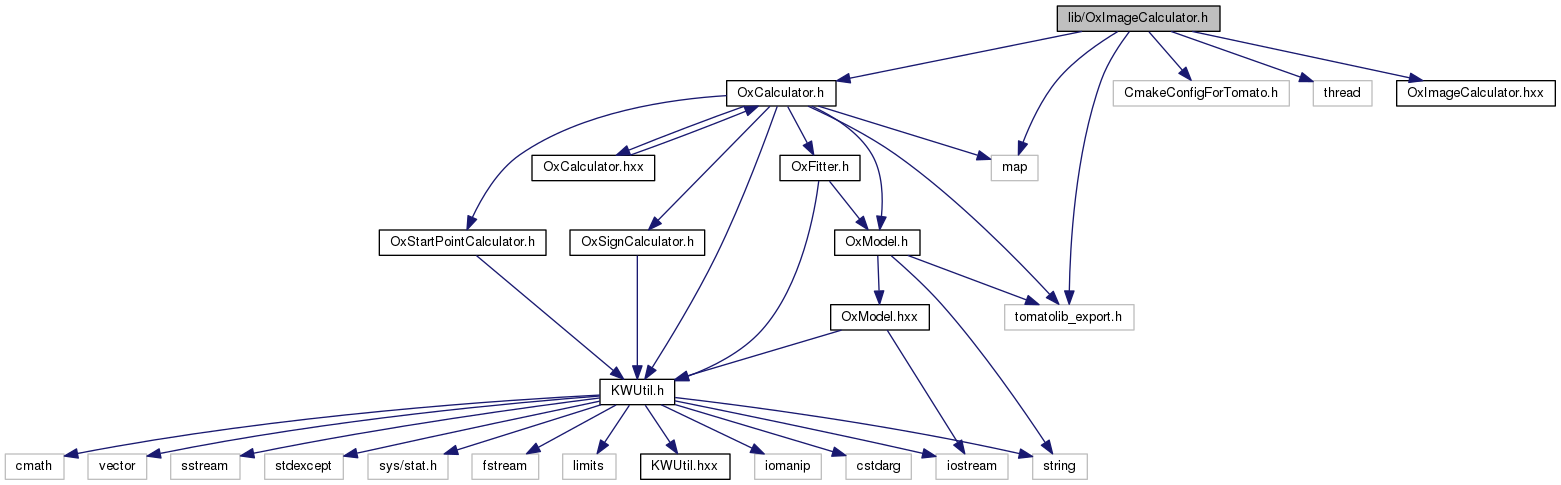 lib/OxImageCalculator.h
OxCalculator.h
CmakeConfigForTomato.h
thread
OxImageCalculator.hxx
OxCalculator.hxx
OxFitter.h
map
OxStartPointCalculator.h
OxSignCalculator.h
OxModel.h
OxModel.hxx
tomatolib_export.h
KWUtil.h
cmath
vector
sstream
stdexcept
sys/stat.h
fstream
limits
KWUtil.hxx
iomanip
cstdarg
iostream
string